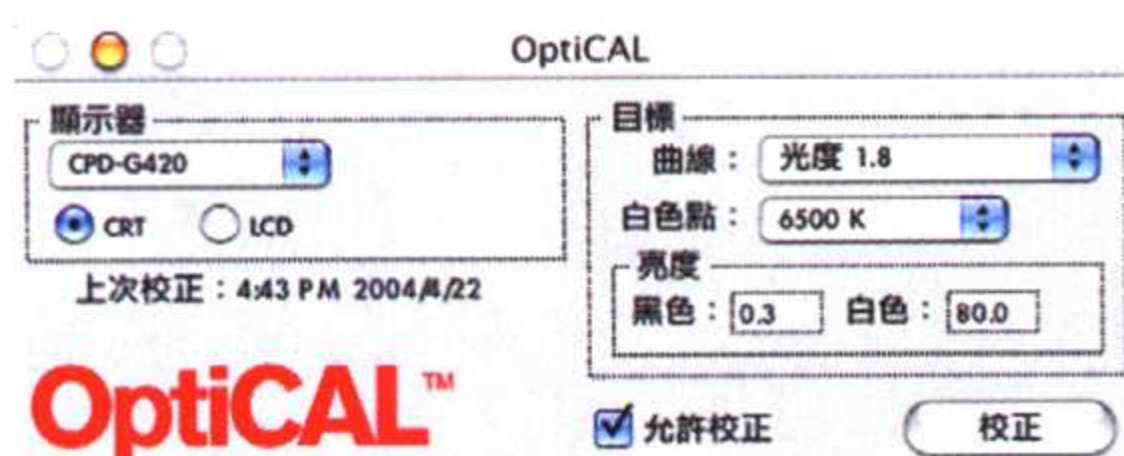 OptiCAL
顯示器
CPD-G420
CRT LCD
上次校正：4:43 PM 2004/4/22
OptiCAL™
目標
曲線：光度 1.8
白色點：6500 K
亮度
黑色：0.3 白色：80.0
允許校正 校正